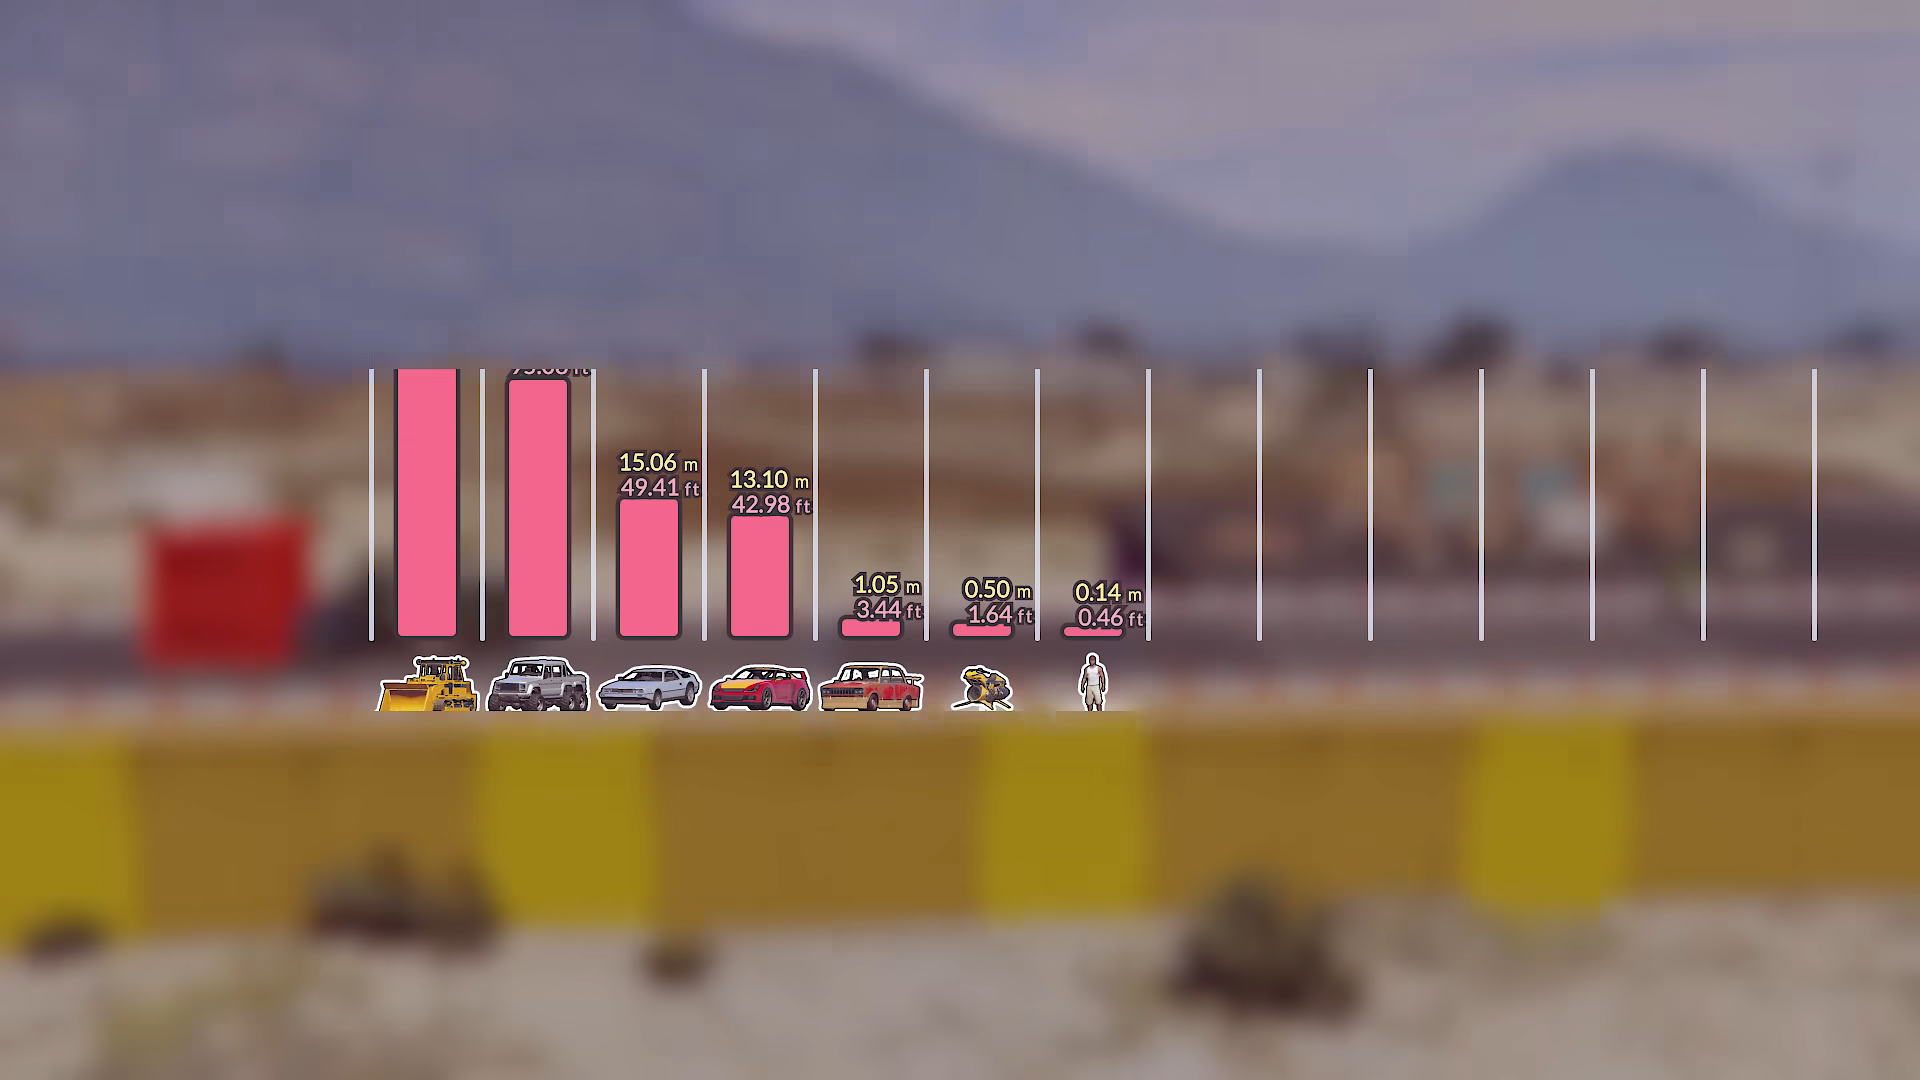 15.06 m
49.41 ft
13.10 m
42.98 ft
1.05 m
3.44 ft
0.50 m
1.64 ft
0.14 m
0.46 ft